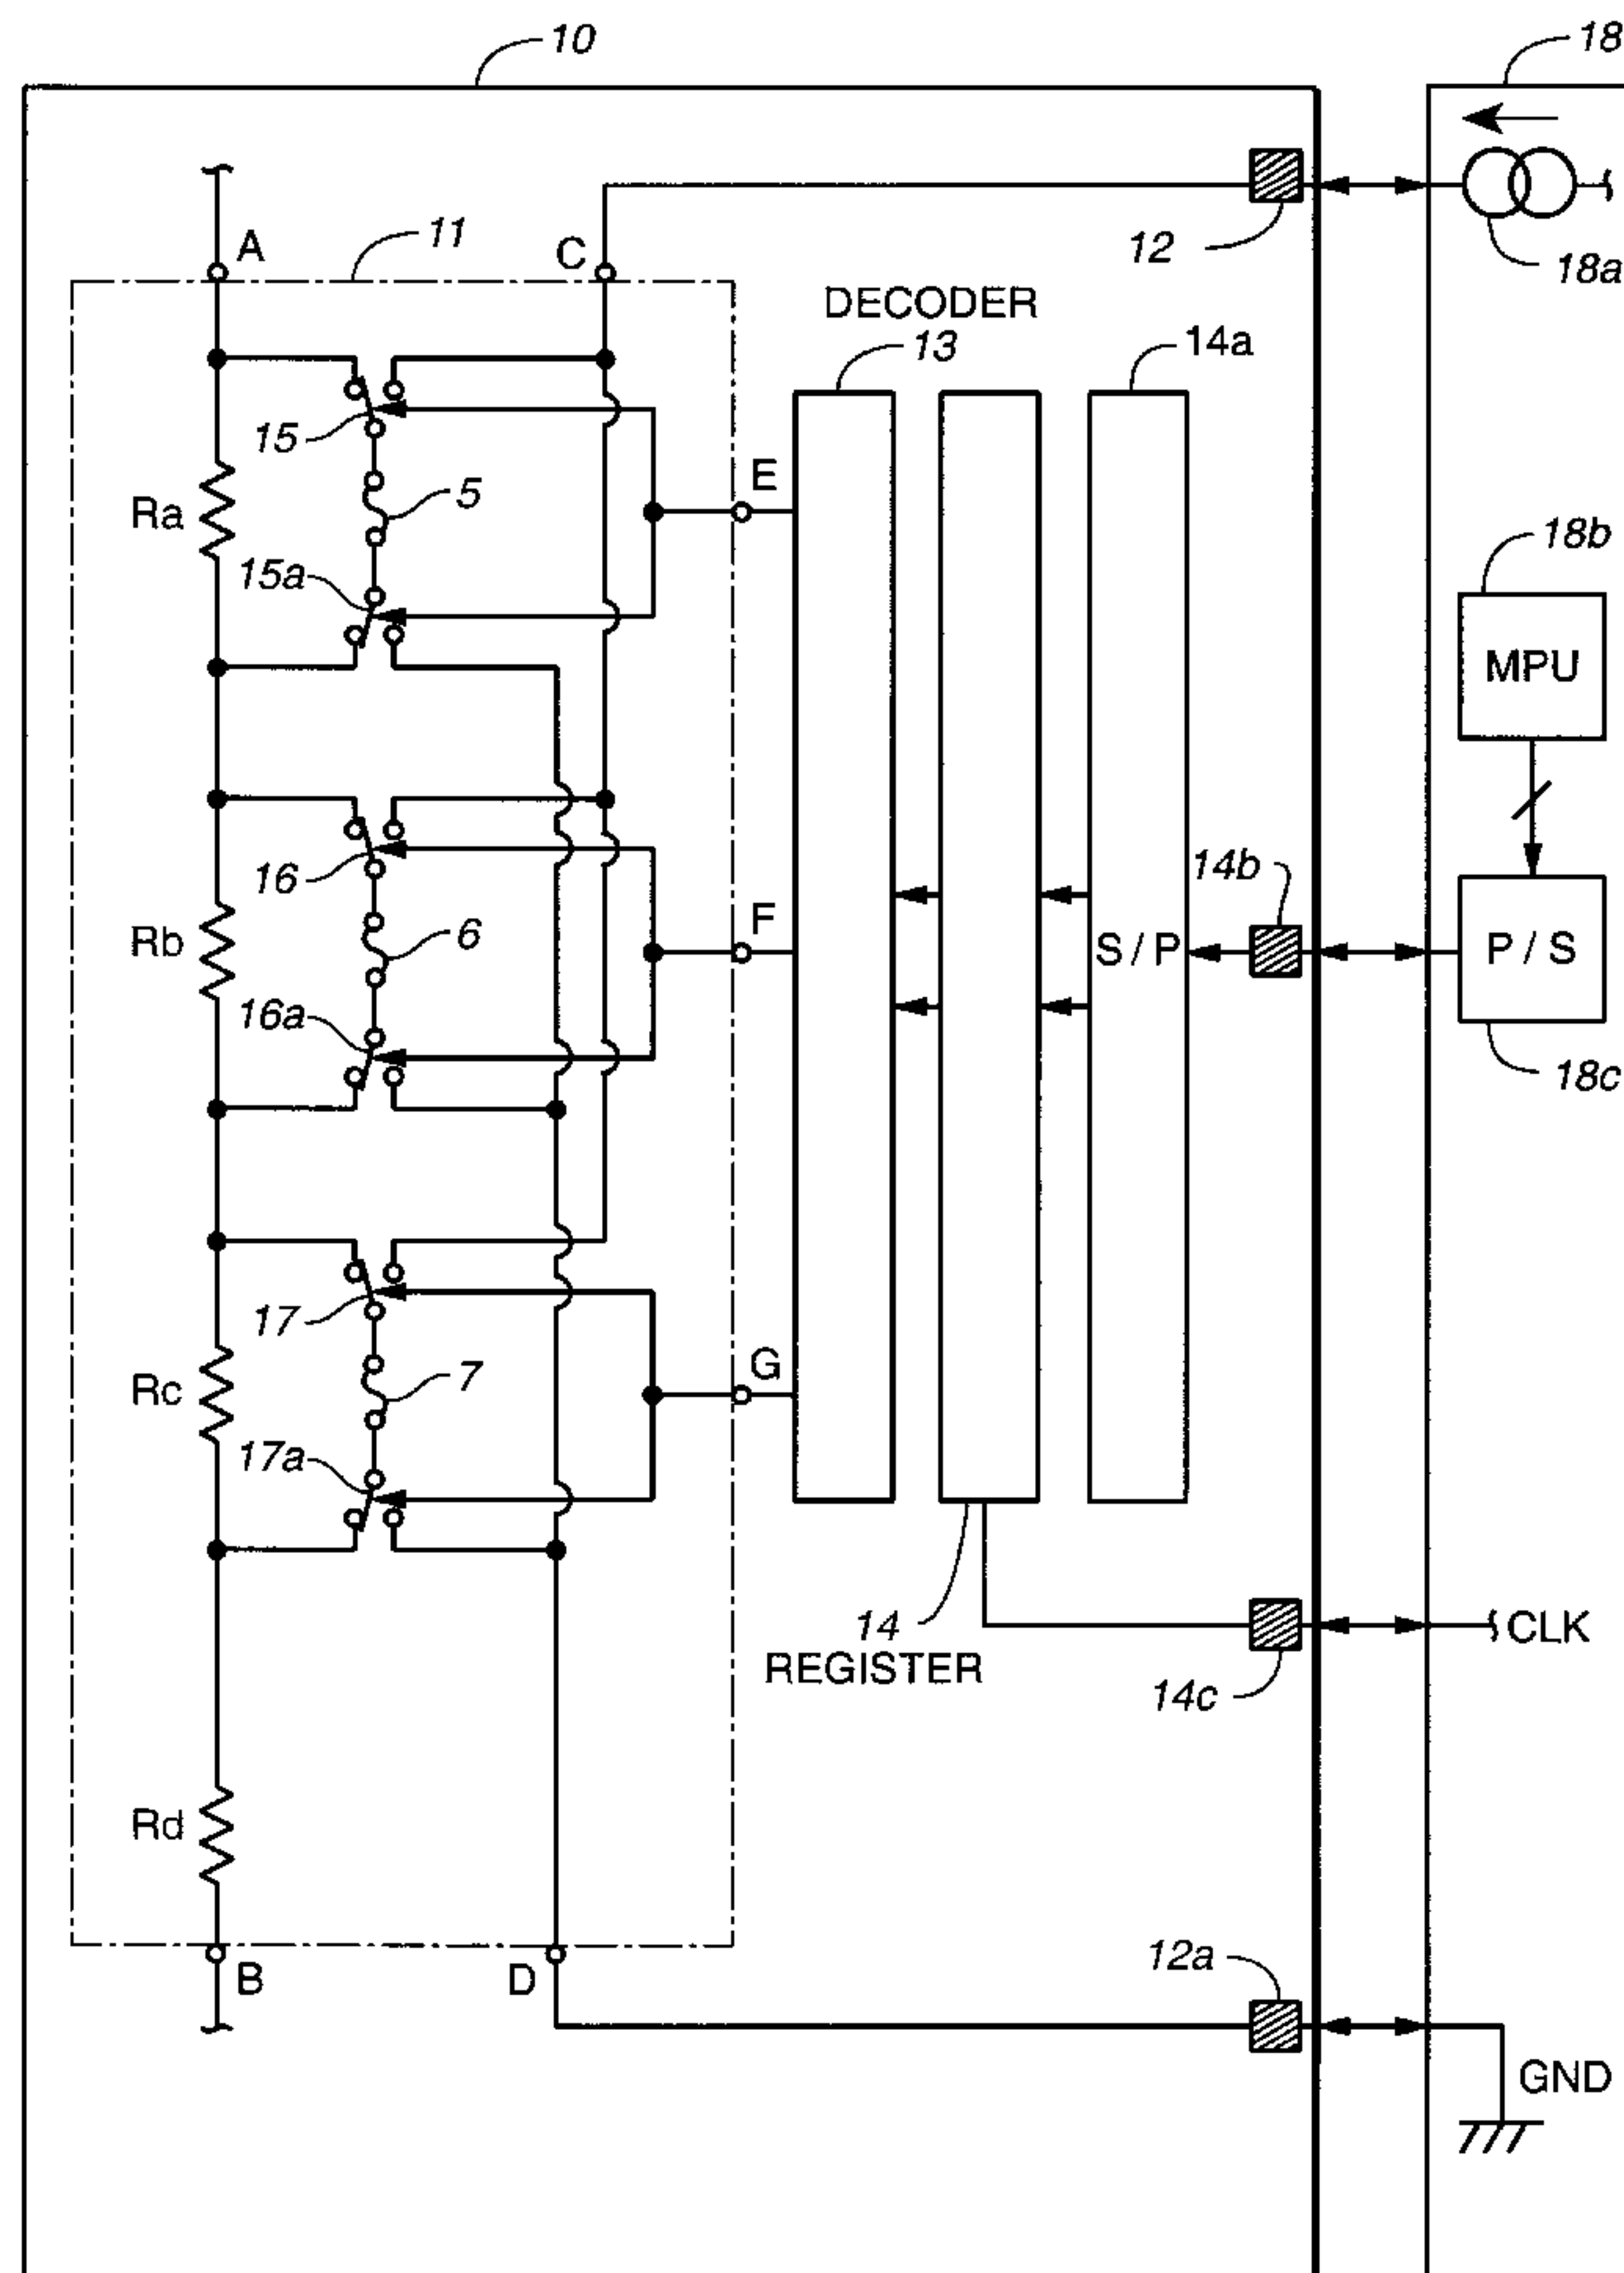 10
18
A
11
C
12
18a
DECODER
13
14a
15
Ra
5
E
15a
18b
MPU
16
Rb
6
F
14b
S / P
P / S
16a
18c
17
Rc
7
G
17a
14
REGISTER
CLK
14c
Rd
B
D
12a
GND